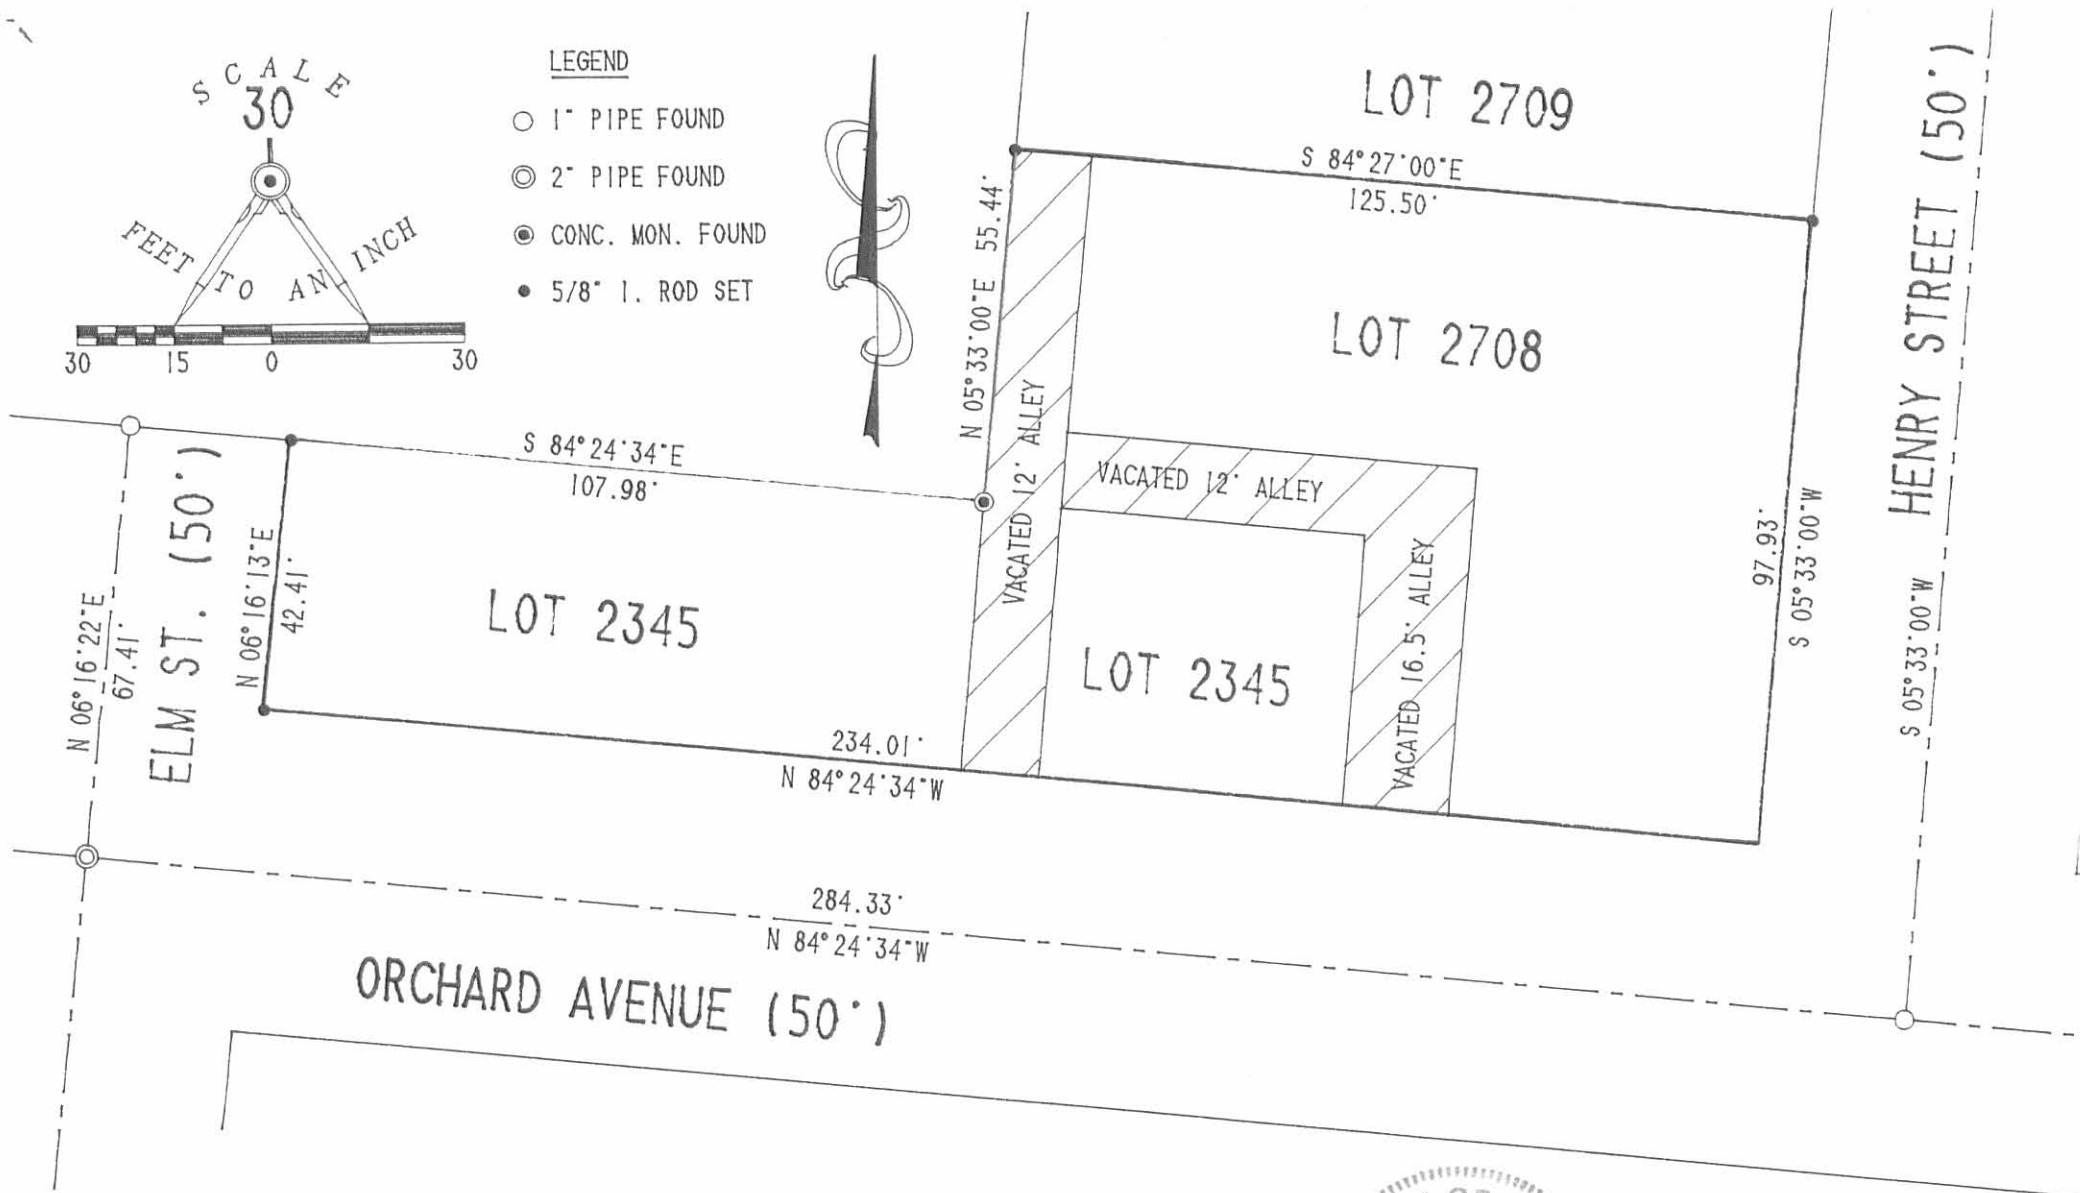 SCALE
30
FEET TO AN INCH
30 15 0 30
LEGEND
1" PIPE FOUND
2" PIPE FOUND
CONC. MON. FOUND
5/8" I. ROD SET
LOT 2709
S 84°27'00"E
125.50'
N 05°33'00"E 55.44'
LOT 2708
HENRY STREET (50')
S 05°33'00"W
97.93'
S 05°33'00"W
VACATED 12' ALLEY
VACATED 12' ALLEY
VACATED 16.5' ALLEY
S 84°24'34"E
107.98'
ELM ST. (50')
N 06°16'22"E
67.41'
N 06°16'13"E
42.41'
LOT 2345
LOT 2345
234.01'
N 84°24'34"W
284.33'
N 84°24'34"W
ORCHARD AVENUE (50')